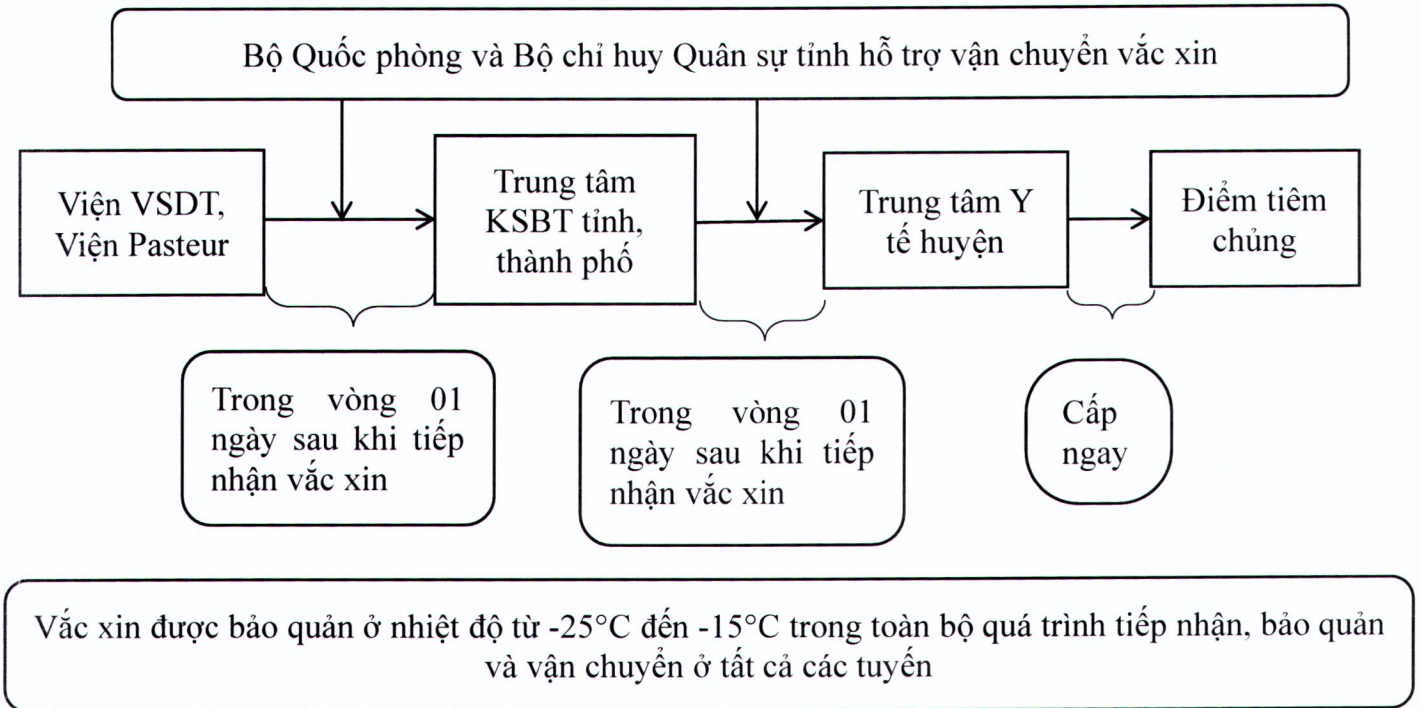 Bộ Quốc phòng và Bộ chỉ huy Quân sự tỉnh hỗ trợ vận chuyển vắc xin
Viện VSDT,
Viện Pasteur
Trung tâm
KSBT tỉnh,
thành phố
Trung tâm Y
tế huyện
Điểm tiêm
chủng
Trong vòng 01
ngày sau khi tiếp
nhận vắc xin
Trong vòng 01
ngày sau khi tiếp
nhận vắc xin
Cấp
ngay
Vắc xin được bảo quản ở nhiệt độ từ -25°C đến -15°C trong toàn bộ quá trình tiếp nhận, bảo quản
và vận chuyển ở tất cả các tuyến